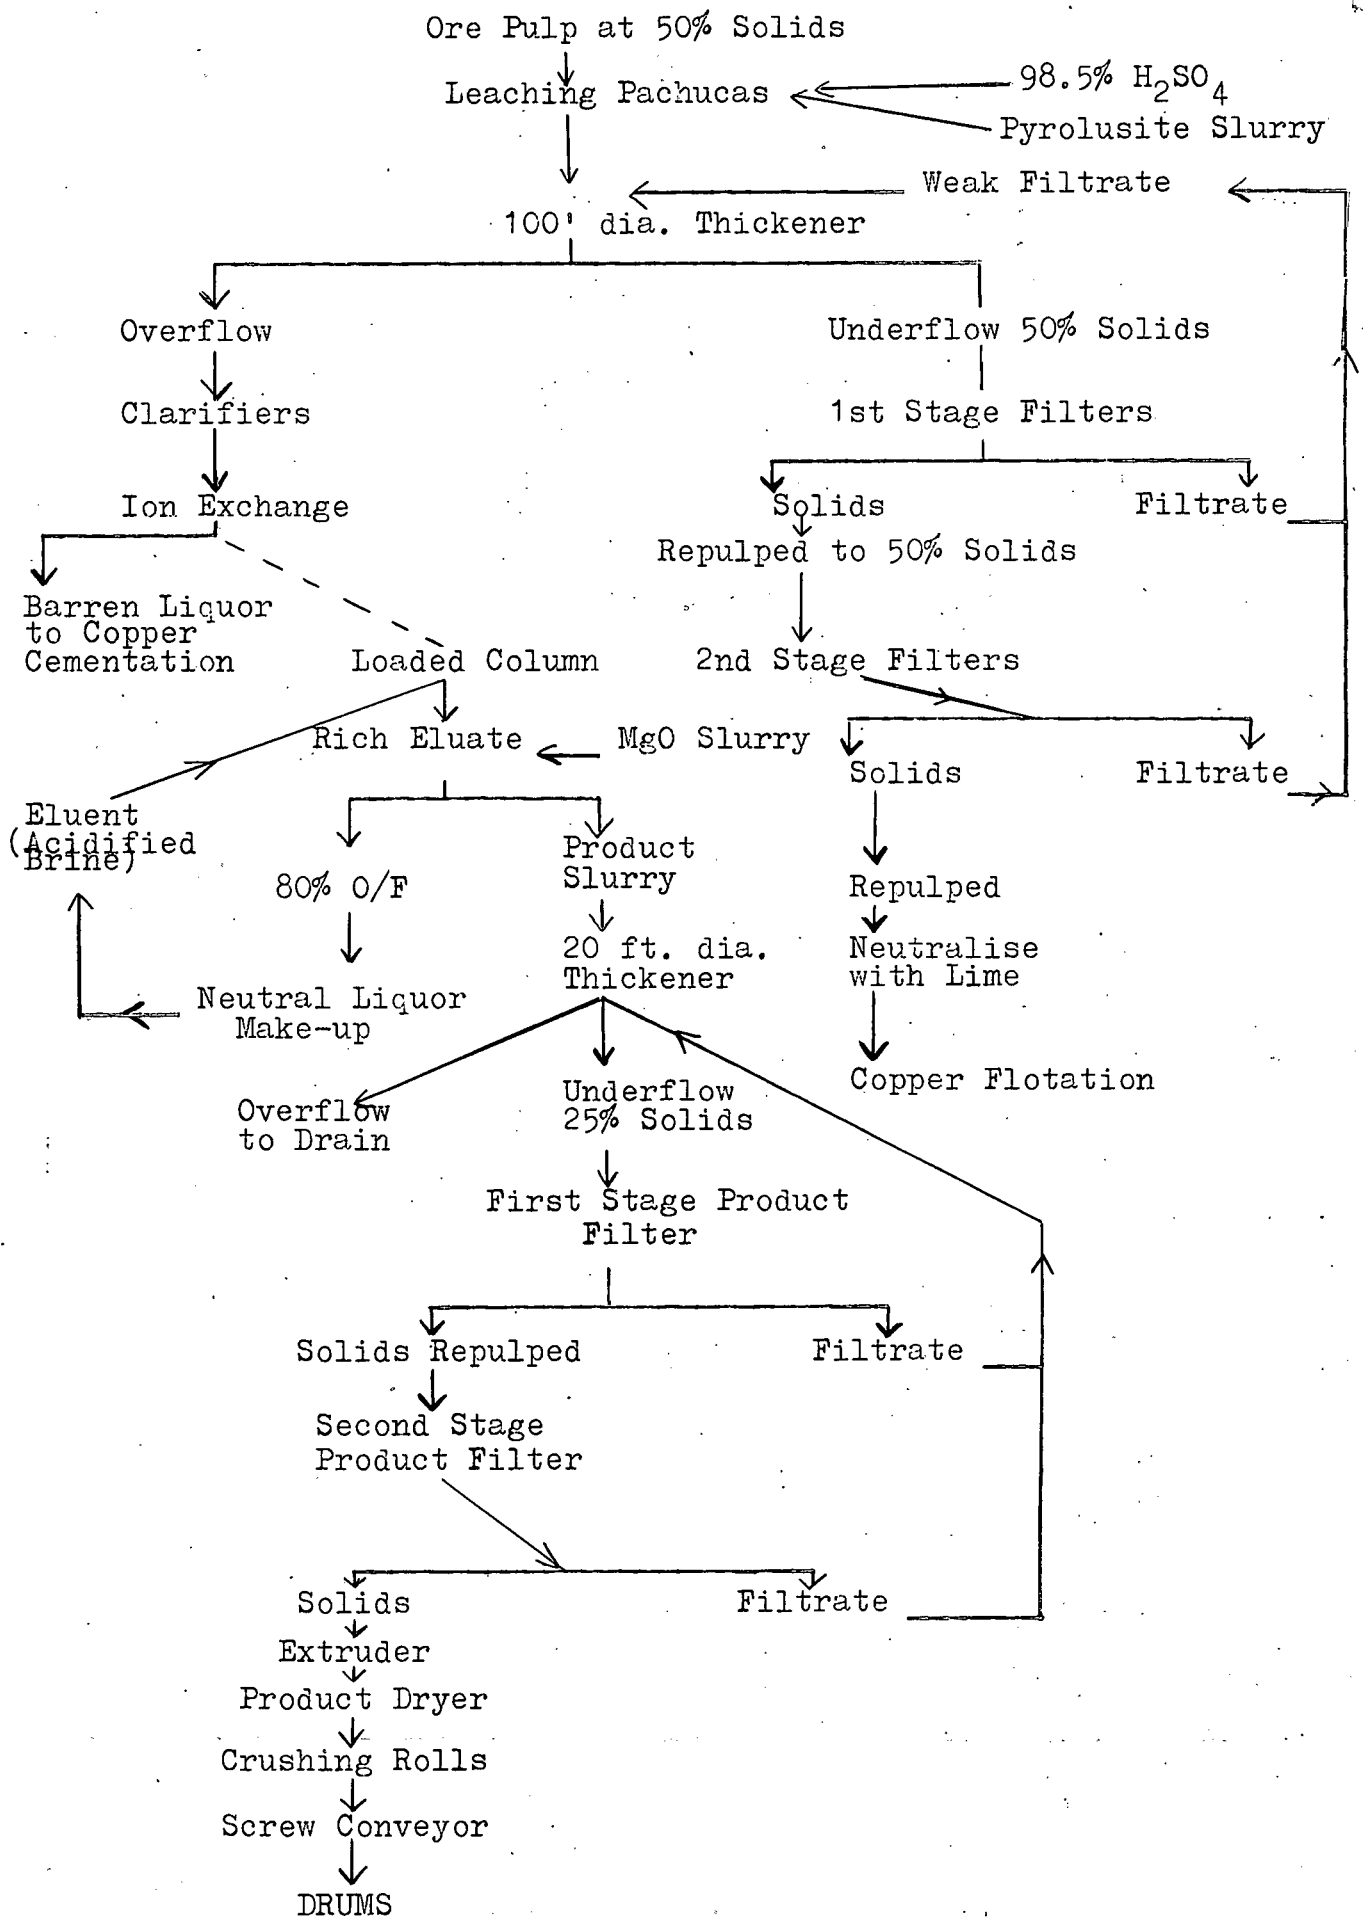 Ore Pulp at 50% Solids
Leaching Pachucas
98.5% H2SO4
Pyrolusite Slurry
Weak Filtrate
100' dia. Thickener
Overflow
Underflow 50% Solids
Clarifiers
1st Stage Filters
Ion Exchange
Solids
Filtrate
Repulped to 50% Solids
Barren Liquor
to Copper
Cementation
Loaded Column
2nd Stage Filters
Rich Eluate
MgO Slurry
Solids
Filtrate
Eluent
(Acidified
Brine)
80% O/F
Product
Slurry
Repulped
20 ft. dia.
Thickener
Neutralise
with Lime
Neutral Liquor
Make-up
Copper Flotation
Overflow
to Drain
Underflow
25% Solids
First Stage Product
Filter
Solids Repulped
Filtrate
Second Stage
Product Filter
Solids
Filtrate
Extruder
Product Dryer
Crushing Rolls
Screw Conveyor
DRUMS